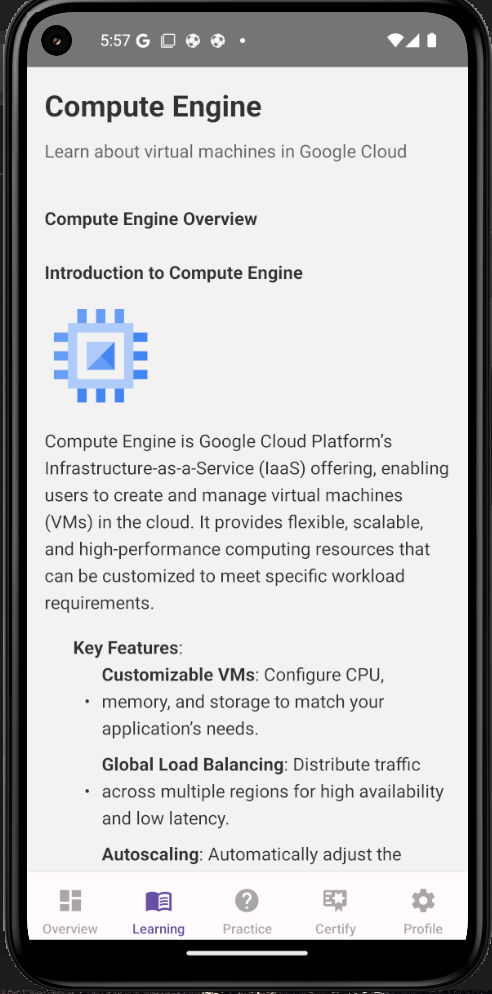 5:57
Compute Engine
Learn about virtual machines in Google Cloud
Compute Engine Overview
Introduction to Compute Engine
Compute Engine is Google Cloud Platform’s
Infrastructure-as-a-Service (IaaS) offering, enabling
users to create and manage virtual machines
(VMs) in the cloud. It provides flexible, scalable,
and high-performance computing resources that
can be customized to meet specific workload
requirements.
Key Features:
Customizable VMs: Configure CPU,
• memory, and storage to match your
application’s needs.
Global Load Balancing: Distribute traffic
• across multiple regions for high availability
and low latency.
Autoscaling: Automatically adjust the
Overview Learning Practice Certify Profile